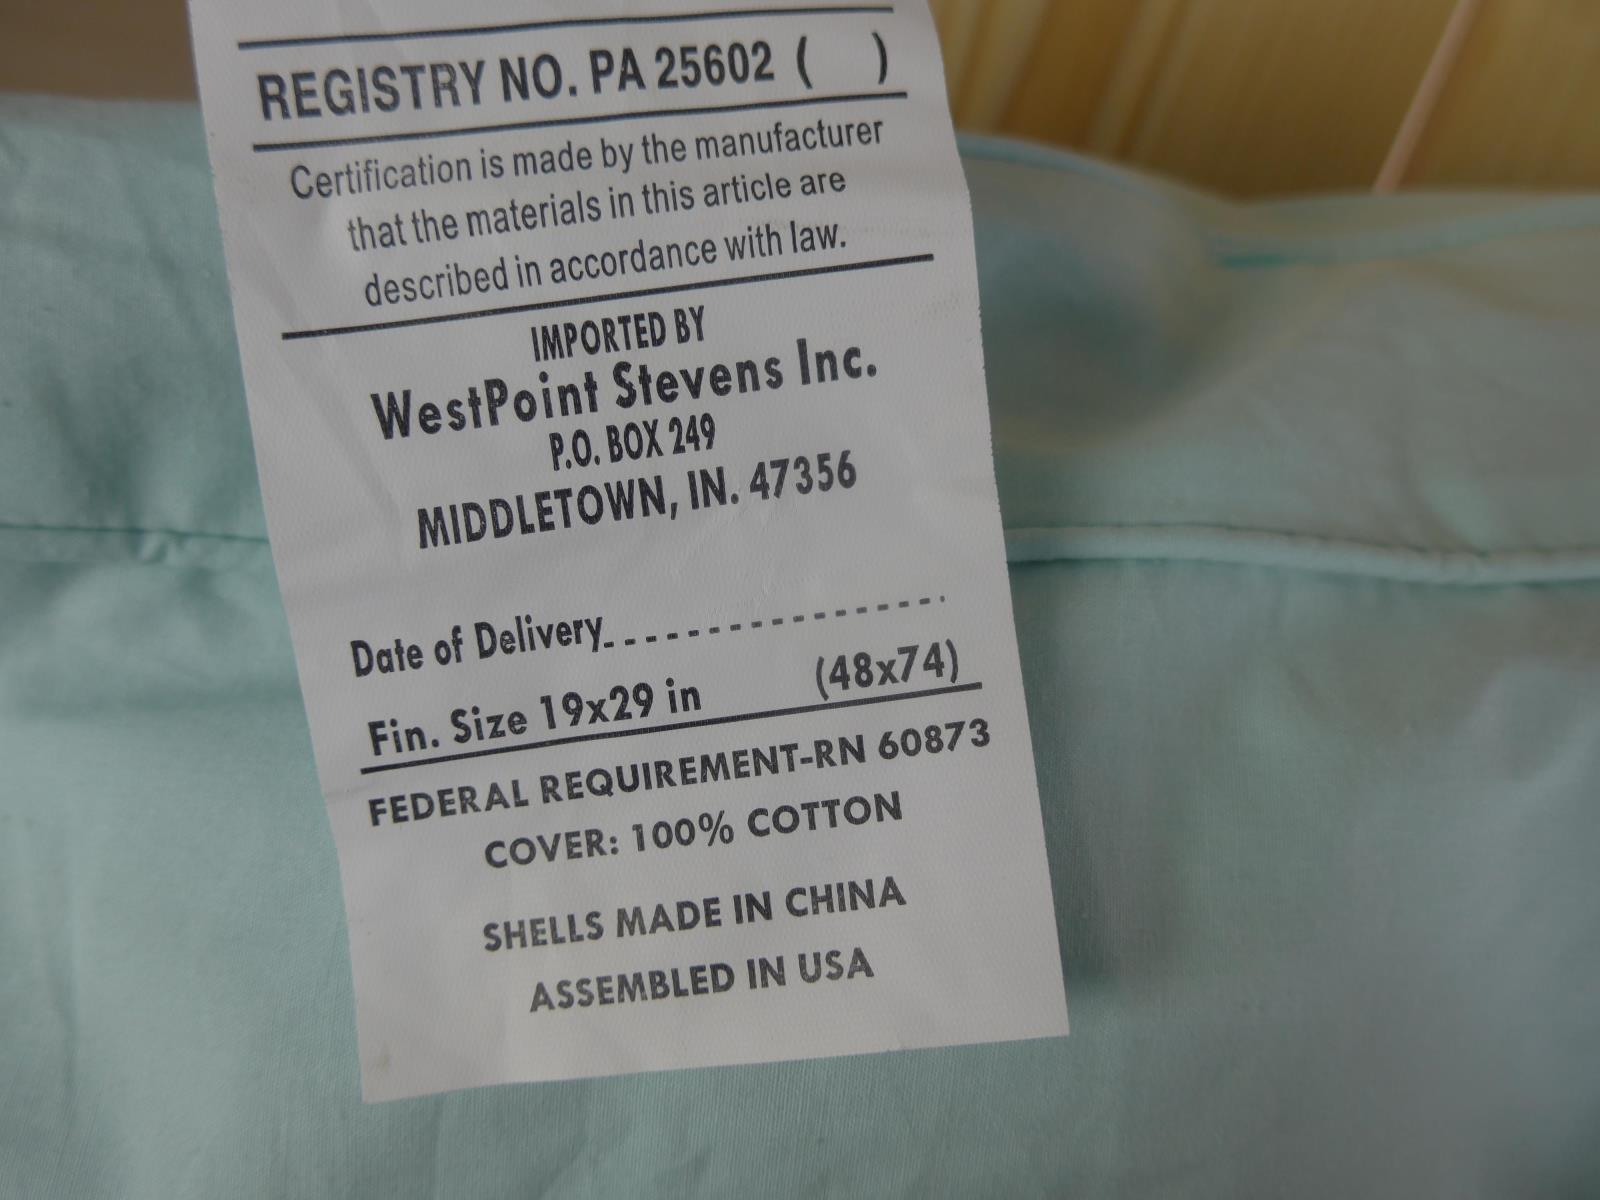 REGISTRY NO. PA 25602 ( )
Certification is made by the manufacturer
that the materials in this article are
described in accordance with law.
IMPORTED BY
WestPoint Stevens Inc.
P.O. BOX 249
MIDDLETOWN, IN. 47356
Date of Delivery
Fin. Size 19x29 in (48x74)
FEDERAL REQUIREMENT-RN 60873
COVER: 100% COTTON
SHELLS MADE IN CHINA
ASSEMBLED IN USA